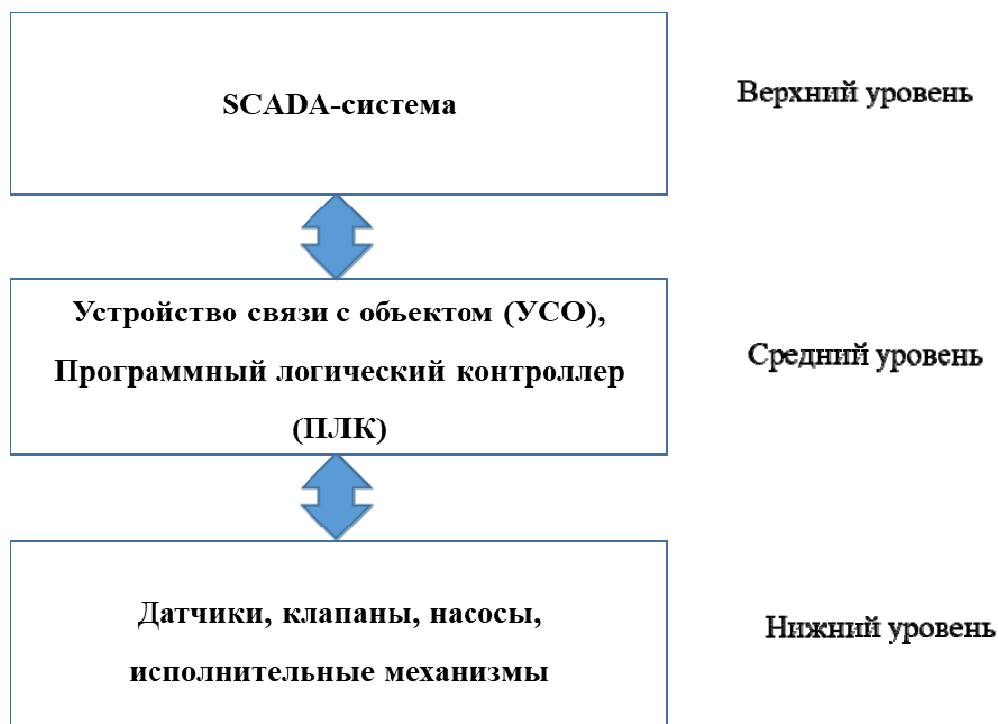 SCADA-система
Верхний уровень
Устройство связи с объектом (УСО),
Программный логический контроллер
(ПЛК)
Средний уровень
Датчики, клапаны, насосы,
исполнительные механизмы
Нижний уровень